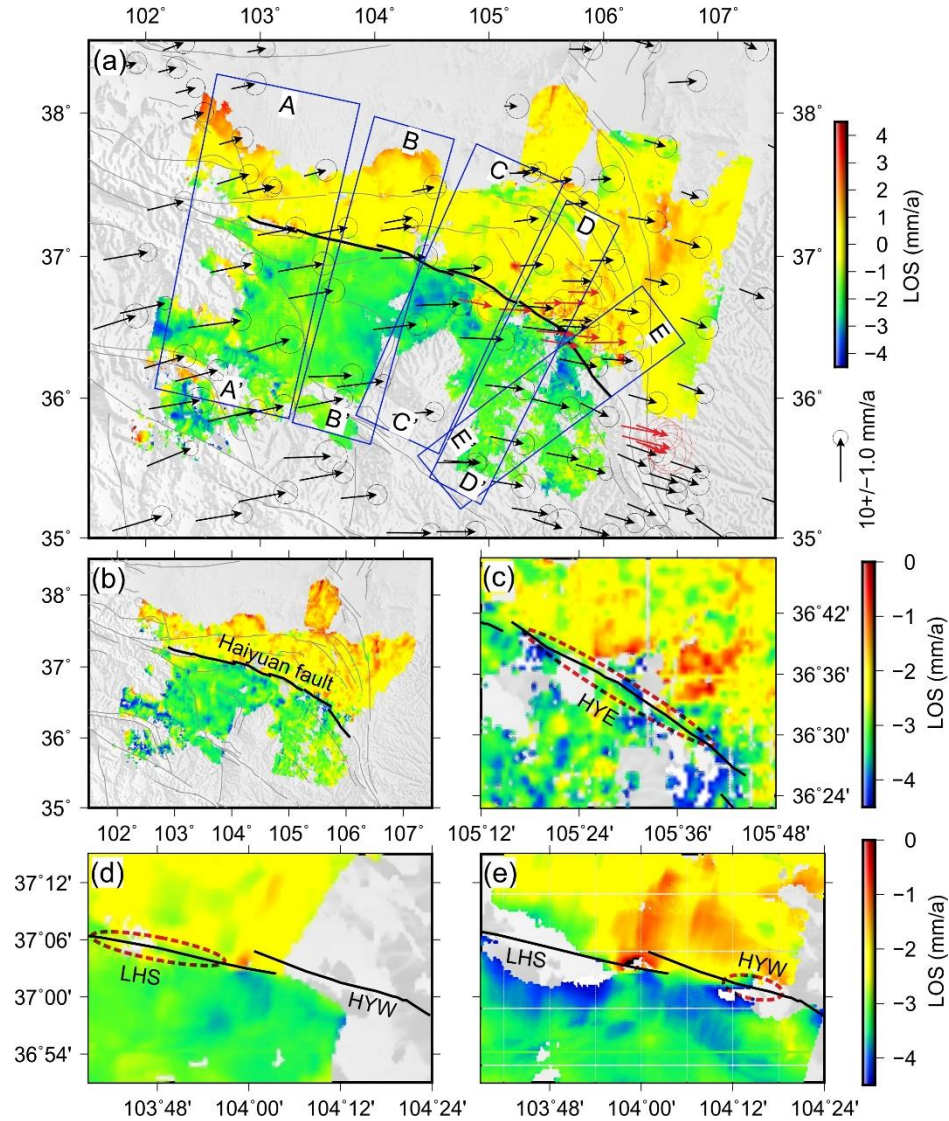 102° 103° 104° 105° 106° 107°
(a)
38°
37°
36°
35°
A
B
C
D
E
A'
B'
C'
E'
D'
4
3
2
1
0
−1
−2
−3
−4
LOS (mm/a)
10+/−1.0 mm/a
(b)
38°
37°
36°
35°
Haiyuan fault
102° 103° 104° 105° 106° 107°
(c)
HYE
36°42'
36°36'
36°30'
36°24'
105°12' 105°24' 105°36' 105°48'
0
−1
−2
−3
−4
LOS (mm/a)
(d)
37°12'
37°06'
37°00'
36°54'
LHS
HYW
103°48' 104°00' 104°12' 104°24'
(e)
LHS
HYW
103°48' 104°00' 104°12' 104°24'
0
−1
−2
−3
−4
LOS (mm/a)